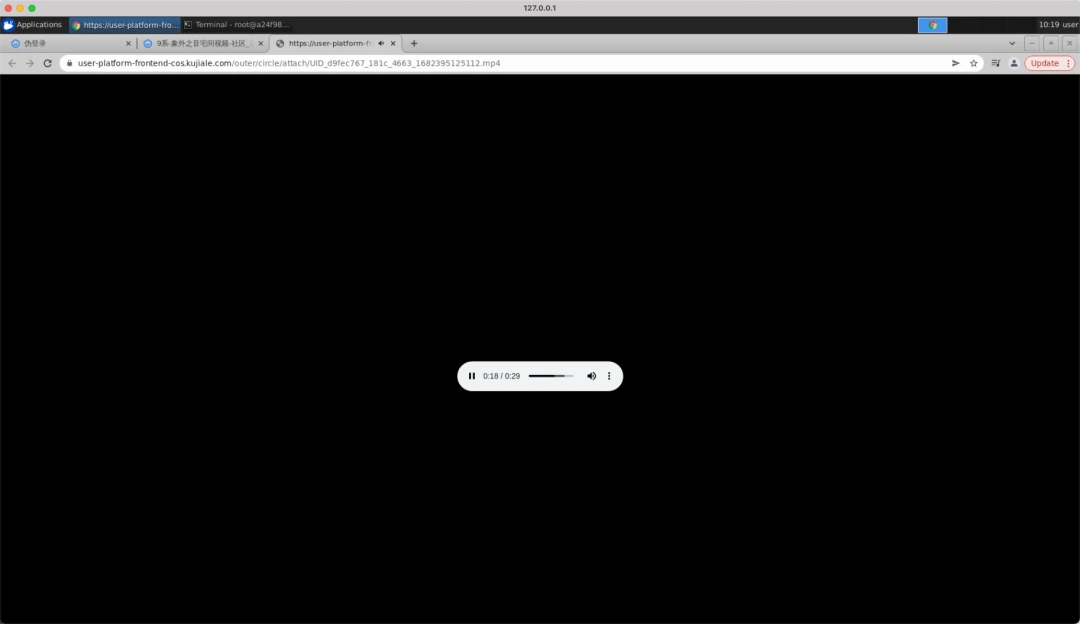 127.0.0.1
Applications
https://user-platform-fro...
Terminal - root@a24f98...
10:19 user
伪登录
9系·象外之音宅间视频-社区_
https://user-platform-f
user-platform-frontend-cos.kujiale.com/outer/circle/attach/UID_d9fec767_181c_4663_1682395125112.mp4
Update
0:18 / 0:29